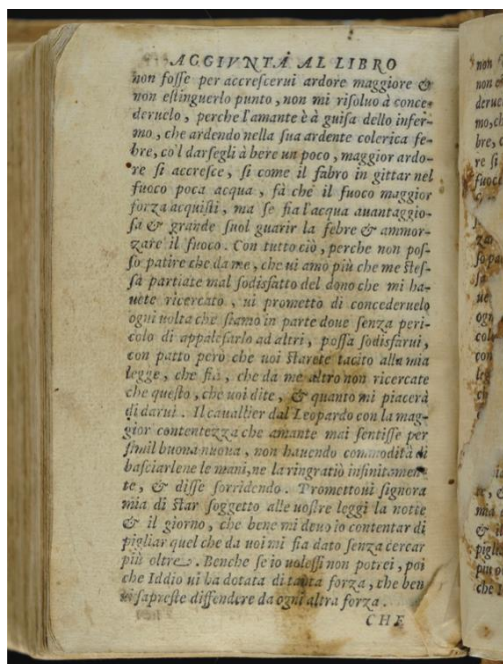 AGGIVNTA AL LIBRO
non foſſe per accreſcerui ardore maggiore &
non eſtinguerlo punto, non mi riſoluo à conce-
deruelo, perche l'amante è à guiſa dello infer-
mo, che ardendo nella ſua ardente colerica fe-
bre, co'l darſegli à bere un poco, maggior ardo-
re ſi accreſce, ſi come il fabro in gittar nel
fuoco poca acqua, fà che il fuoco maggior
forza acquiſti, ma ſe ſia l'acqua auantaggio-
ſa & grande ſuol guarir la febre & ammor-
zare il fuoco. Con tutto ciò, perche non poſ-
ſo patire che da me, che ui amo più che me ſteſ-
ſa partiate mal ſodisfatto del dono che mi ha-
uete ricercato, ui prometto di concederuelo
ogni uolta che ſiamo in parte doue ſenza peri-
colo di appaleſarlo ad altri, poſſa ſodisfarui,
con patto però che uoi ſtarete tacito alla mia
legge, che fia, che da me altro non ricercate
che queſto, che uoi dite, & quanto mi piacerà
di darui. Il cauallier dal Leopardo con la mag-
gior contentezza che amante mai ſentiſſe per
ſimil buona nuoua, non hauendo commodità di
baſciarlene le mani, ne la ringratiò infinitamen-
te, & diſſe ſorridendo. Promettoui ſignora
mia di ſtar ſoggetto alle uoſtre leggi la notte
& il giorno, che bene mi deuo io contentar di
pigliar quel che da uoi mi fia dato ſenza cercar
più oltre. Benche ſe io uoleſſi non potrei, poi
che Iddio ui ha dotata di tanta forza, che ben
ui ſapreſte diffendere da ogni altra forza.
CHE